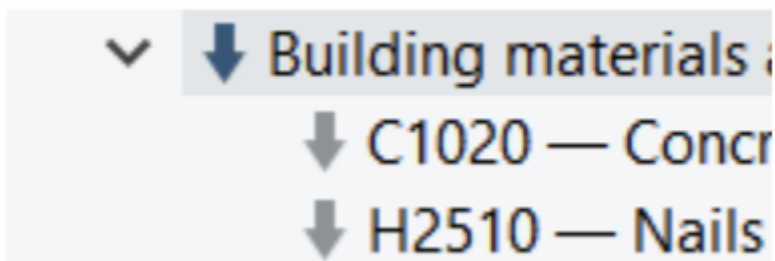 Building materials
C1020 — Concr
H2510 — Nails